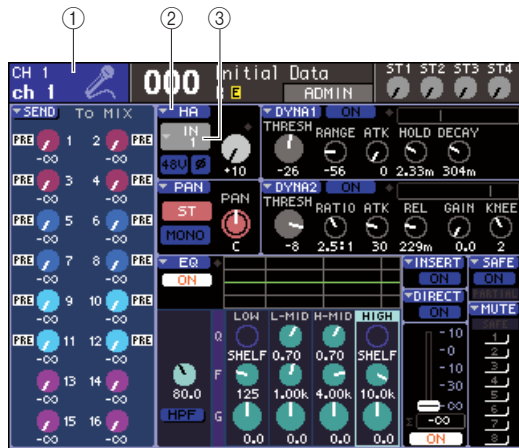 ① ② ③
CH 1
ch 1
000
Initial Data
E
ADMIN
ST1 ST2 ST3 ST4
SEND TO MIX
PRE 1 2 PRE
-∞ -∞
PRE 3 4 PRE
-∞ -∞
PRE 5 6 PRE
-∞ -∞
PRE 7 8 PRE
-∞ -∞
PRE 9 10 PRE
-∞ -∞
PRE 11 12 PRE
-∞ -∞
13 14
-∞ -∞
15 16
-∞ -∞
HA
IN
1
48V Ø
+10
PAN
ST
MONO
PAN
C
DYNA1 ON
THRESH RANGE ATK HOLD DECAY
-26 -56 0 2.33m 304m
DYNA2 ON
THRESH RATIO ATK REL GAIN KNEE
-8 2.5:1 30 229m 0.0 2
EQ
ON
LOW L-MID H-MID HIGH
Q
SHELF 0.70 0.70 SHELF
F
80.0
125 1.00k 4.00k 10.0k
HPF
G
0.0 0.0 0.0 0.0
INSERT
ON
DIRECT
ON
10
-0
-10
-30
-∞
Σ -∞
ON
SAFE
ON
PARTIAL
MUTE
SAFE
1
2
3
4
5
6
7
8